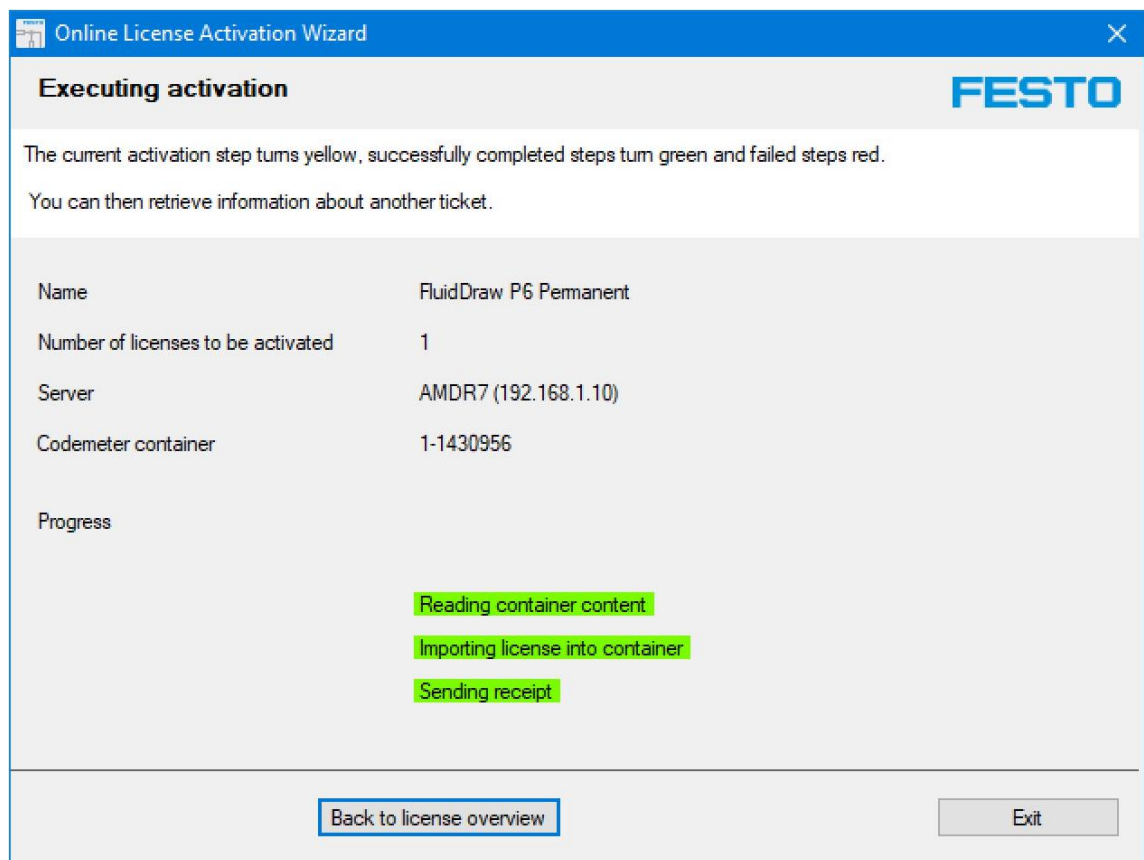 Online License Activation Wizard
Executing activation
FESTO
The current activation step turns yellow, successfully completed steps turn green and failed steps red.
You can then retrieve information about another ticket.
Name FluidDraw P6 Permanent
Number of licenses to be activated 1
Server AMDR7 (192.168.1.10)
Codemeter container 1-1430956
Progress
Reading container content
Importing license into container
Sending receipt
Back to license overview Exit